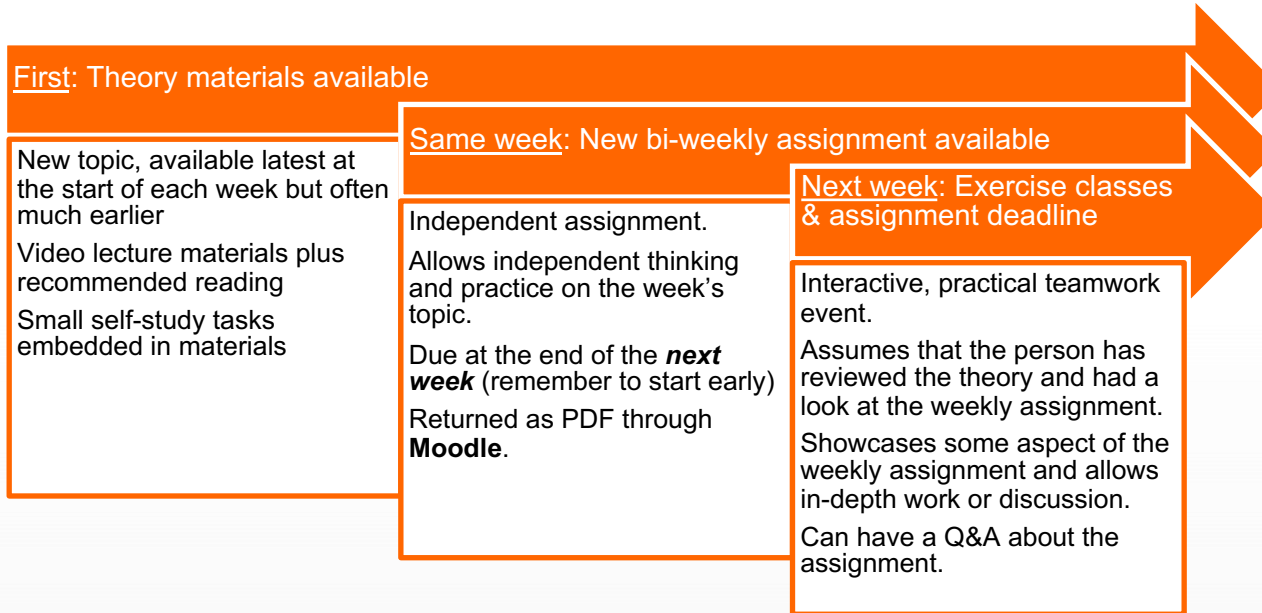 First: Theory materials available
New topic, available latest at
the start of each week but often
much earlier
Video lecture materials plus
recommended reading
Small self-study tasks
embedded in materials
Same week: New bi-weekly assignment available
Independent assignment.
Allows independent thinking
and practice on the week’s
topic.
Due at the end of the next
week (remember to start early)
Returned as PDF through
Moodle.
Next week: Exercise classes
& assignment deadline
Interactive, practical teamwork
event.
Assumes that the person has
reviewed the theory and had a
look at the weekly assignment.
Showcases some aspect of the
weekly assignment and allows
in-depth work or discussion.
Can have a Q&A about the
assignment.